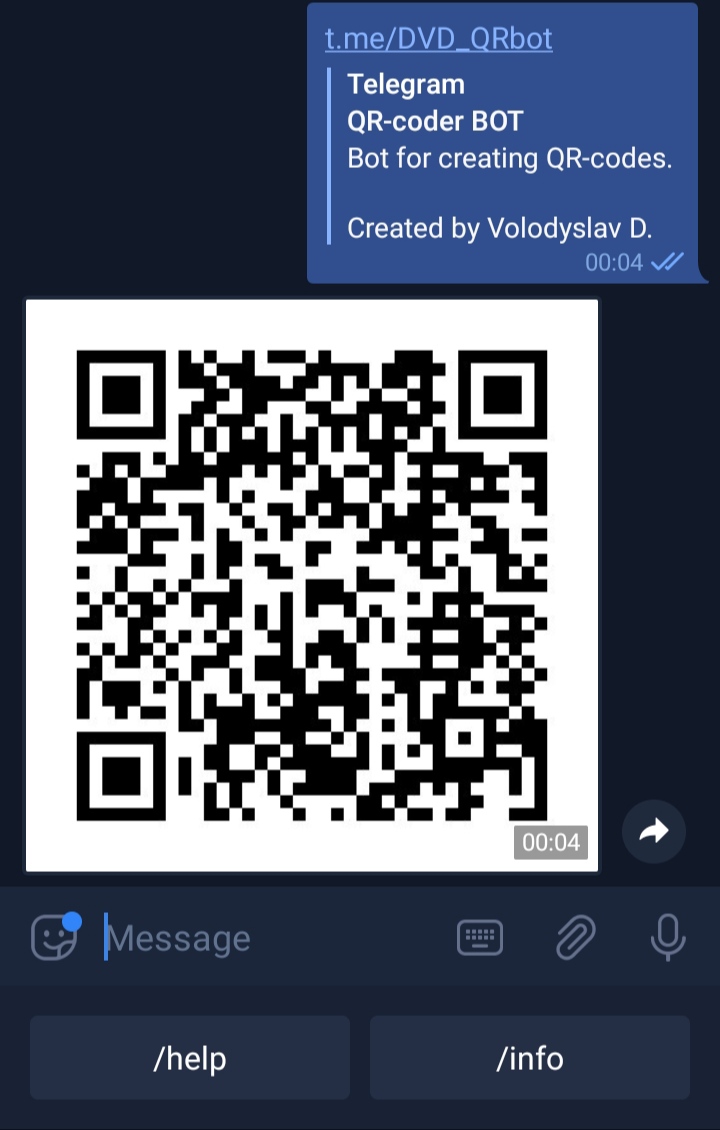 t.me/DVD_QRbot
Telegram
QR-coder BOT
Bot for creating QR-codes.
Created by Volodyslav D.
00:04
00:04
Message
/help
/info